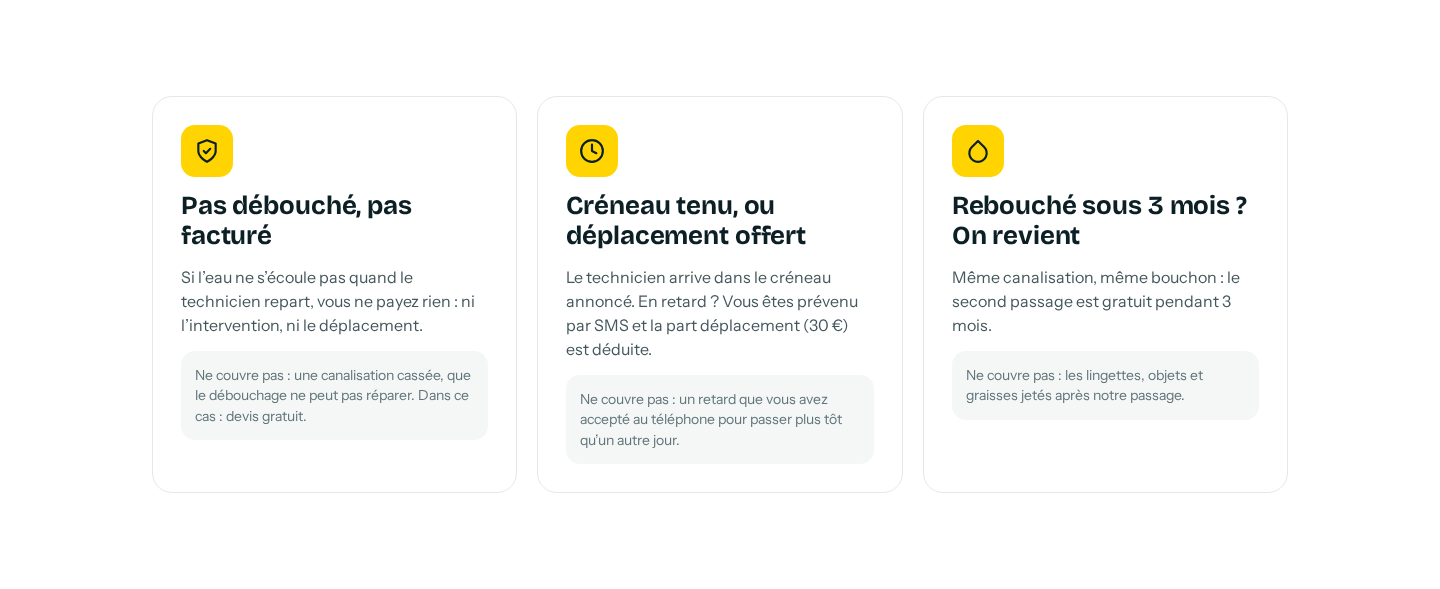 Pas débouché, pas
facturé
Si l’eau ne s’écoule pas quand le
technicien repart, vous ne payez rien : ni
l’intervention, ni le déplacement.
Ne couvre pas : une canalisation cassée, que
le débouchage ne peut pas réparer. Dans ce
cas : devis gratuit.
Créneau tenu, ou
déplacement offert
Le technicien arrive dans le créneau
annoncé. En retard ? Vous êtes prévenu
par SMS et la part déplacement (30 €)
est déduite.
Ne couvre pas : un retard que vous avez
accepté au téléphone pour passer plus tôt
qu’un autre jour.
Rebouché sous 3 mois ?
On revient
Même canalisation, même bouchon : le
second passage est gratuit pendant 3
mois.
Ne couvre pas : les lingettes, objets et
graisses jetés après notre passage.